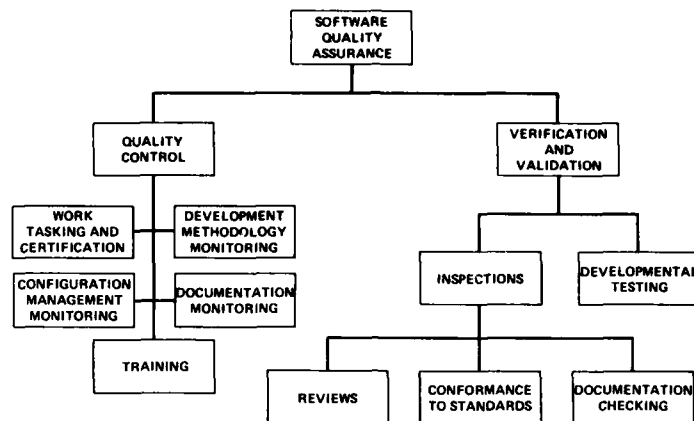 SOFTWARE
QUALITY
ASSURANCE
QUALITY
CONTROL
VERIFICATION
AND
VALIDATION
WORK
TASKING AND
CERTIFICATION
DEVELOPMENT
METHODOLOGY
MONITORING
CONFIGURATION
MANAGEMENT
MONITORING
DOCUMENTATION
MONITORING
TRAINING
INSPECTIONS
DEVELOPMENTAL
TESTING
REVIEWS
CONFORMANCE
TO STANDARDS
DOCUMENTATION
CHECKING